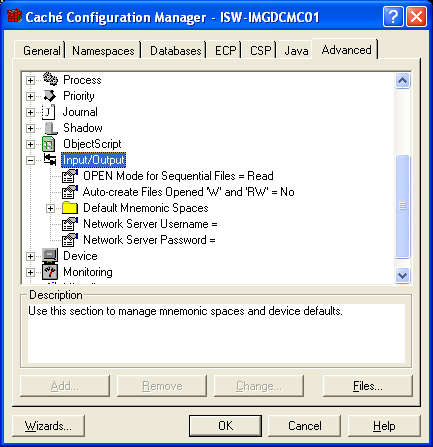 Caché Configuration Manager - ISW-IMGDCMC01
General Namespaces Databases ECP CSP Java Advanced
Process
Priority
Journal
Shadow
ObjectScript
Input/Output
OPEN Mode for Sequential Files = Read
Auto-create Files Opened 'W' and 'RW' = No
Default Mnemonic Spaces
Network Server Username =
Network Server Password =
Device
Monitoring
Description
Use this section to manage mnemonic spaces and device defaults.
Add... Remove Change... Files...
Wizards... OK Cancel Help